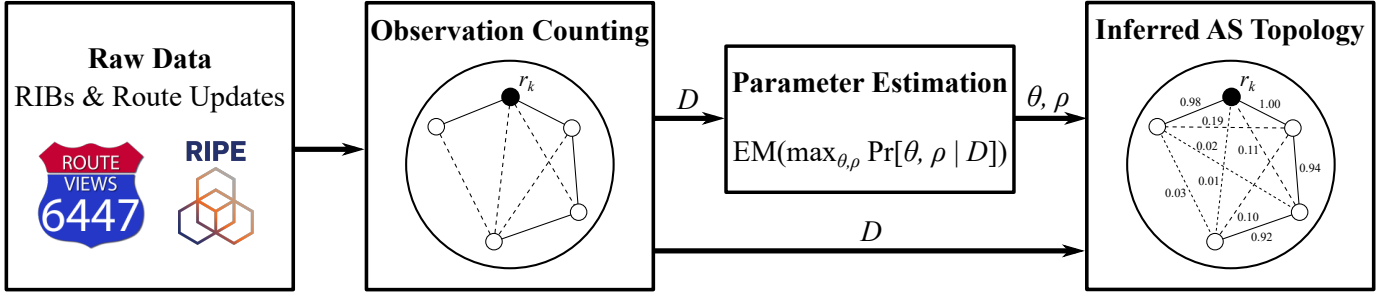 Raw Data
RIBs & Route Updates
ROUTE
VIEWS
6447
RIPE
Observation Counting
r_k
D
Parameter Estimation
EM(max_{θ,ρ} Pr[θ, ρ | D])
θ, ρ
D
Inferred AS Topology
r_k
0.98
1.00
0.19
0.02
0.11
0.94
0.03
0.01
0.10
0.92